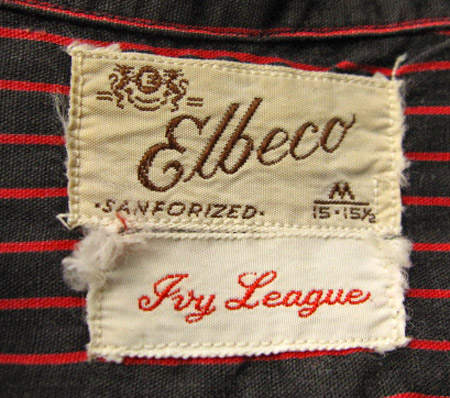 Elbeco
·SANFORIZED·
M
15·15½
Ivy League